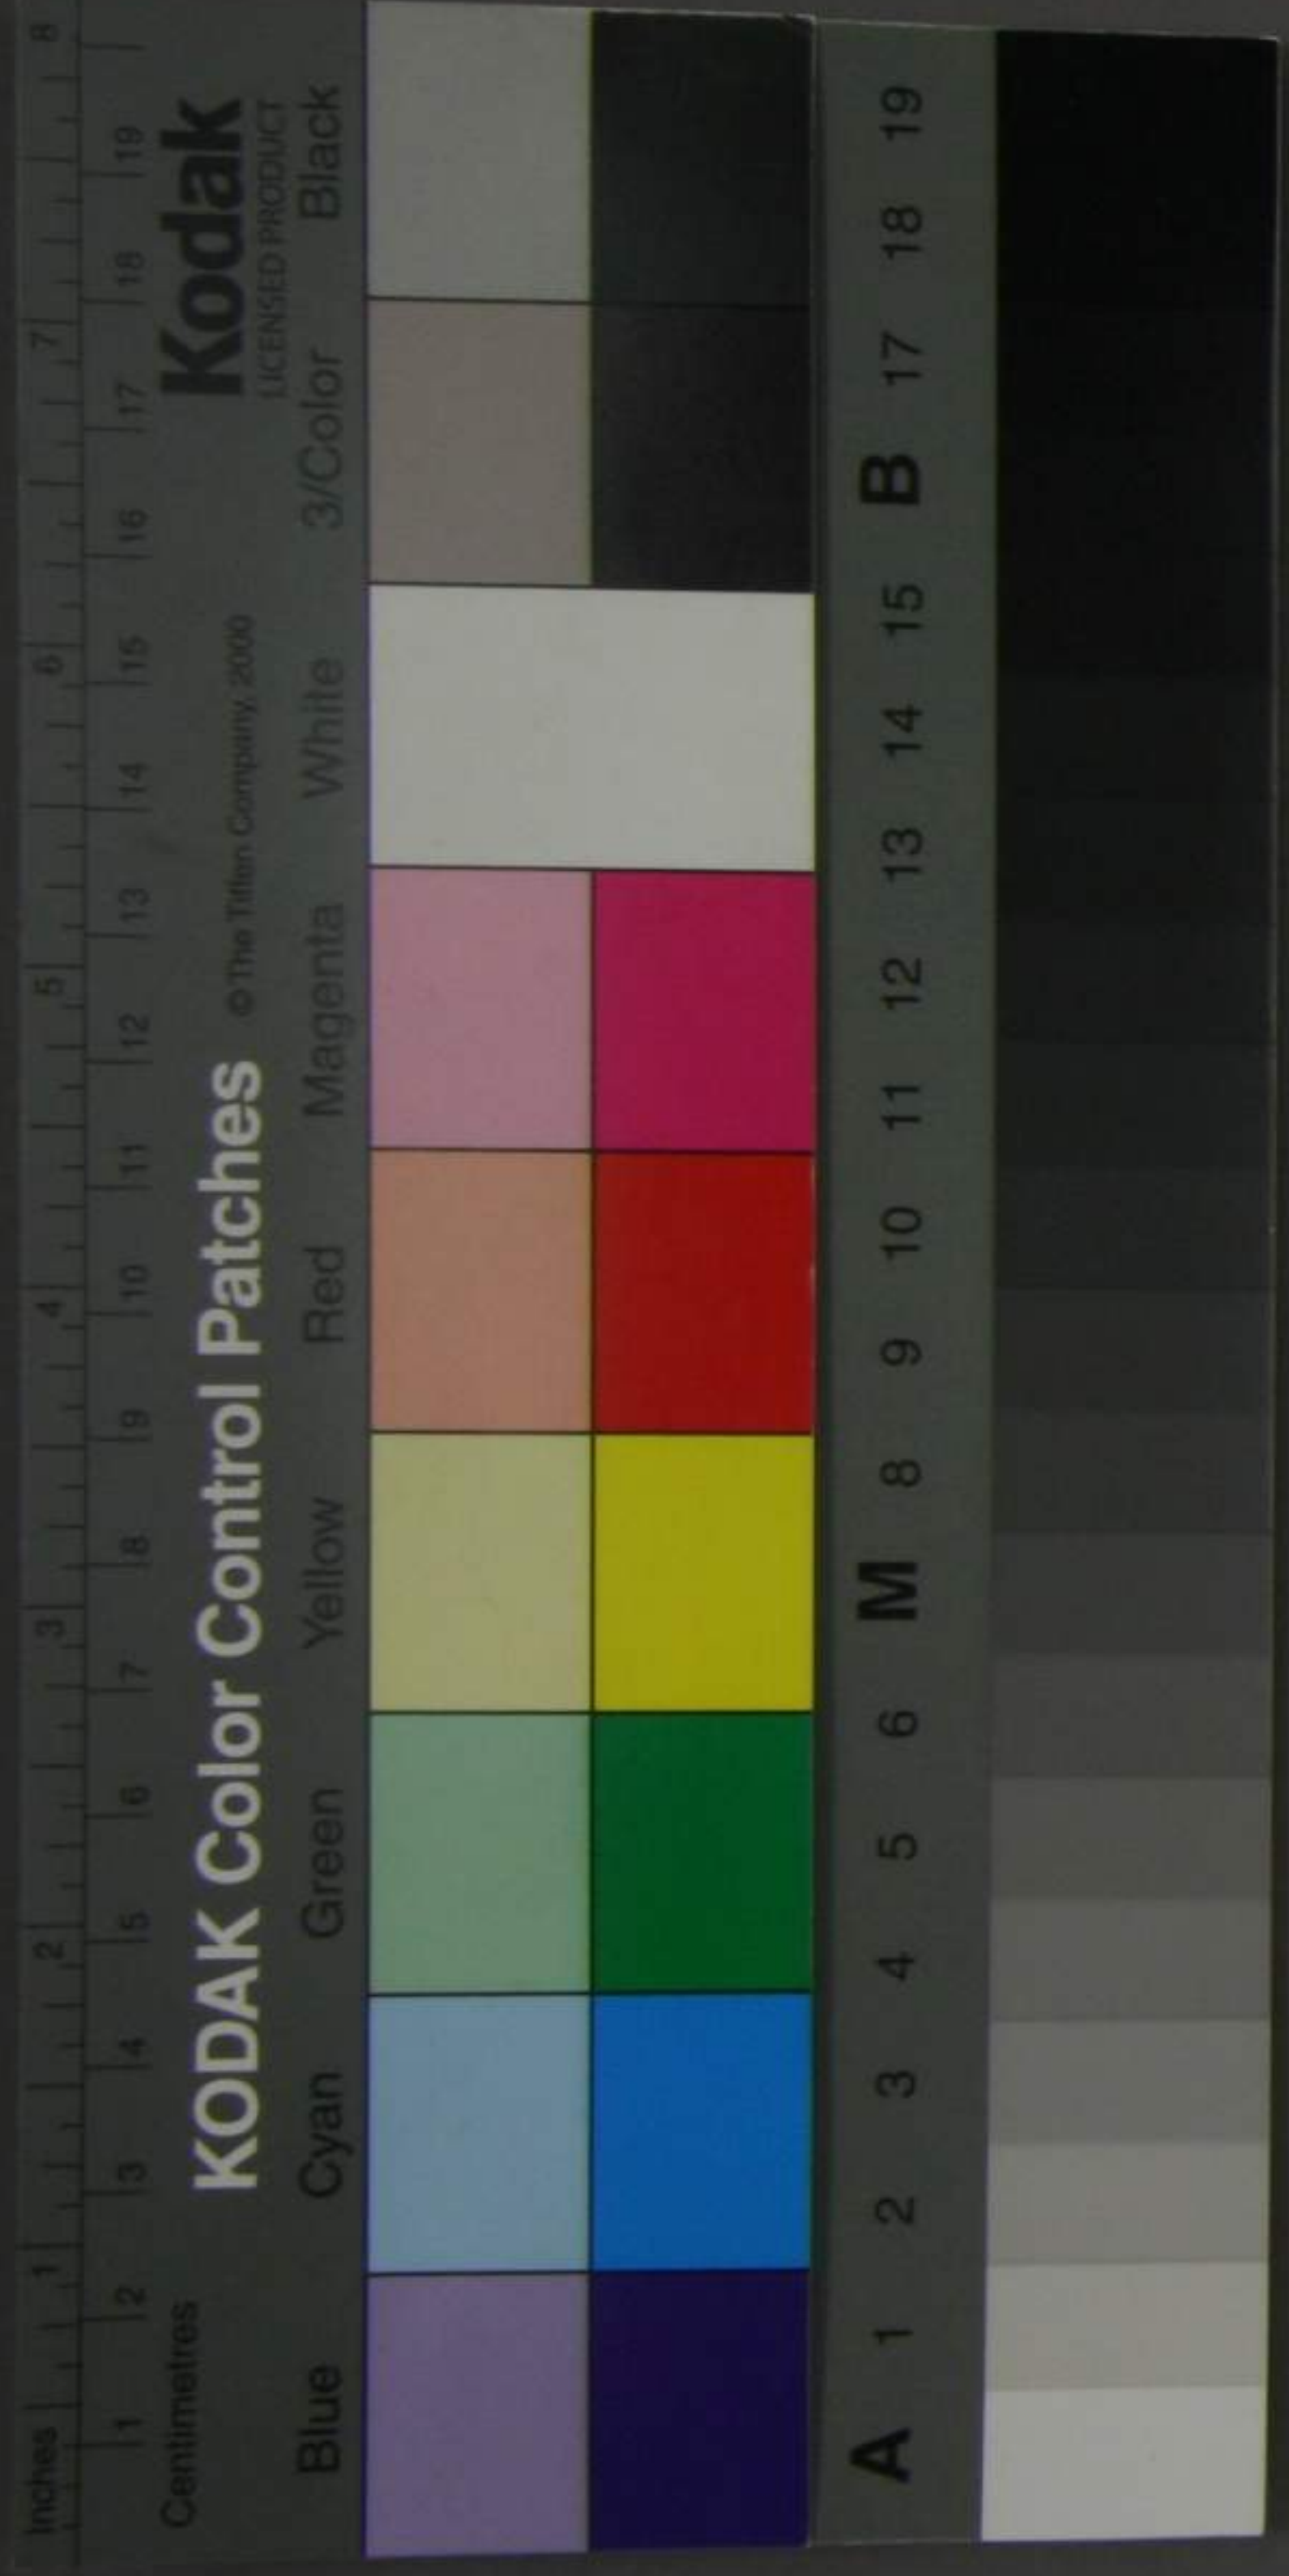 Inches 1 2 3 4 5 6 7 8
1 2 3 4 5 6 7 8 9 10 11 12 13 14 15 16 17 18 19
Centimetres
KODAK Color Control Patches ©The Tiffen Company, 2000 Kodak
LICENSED PRODUCT
Blue Cyan Green Yellow Red Magenta White 3/Color Black
A 1 2 3 4 5 6 M 8 9 10 11 12 13 14 15 B 17 18 19